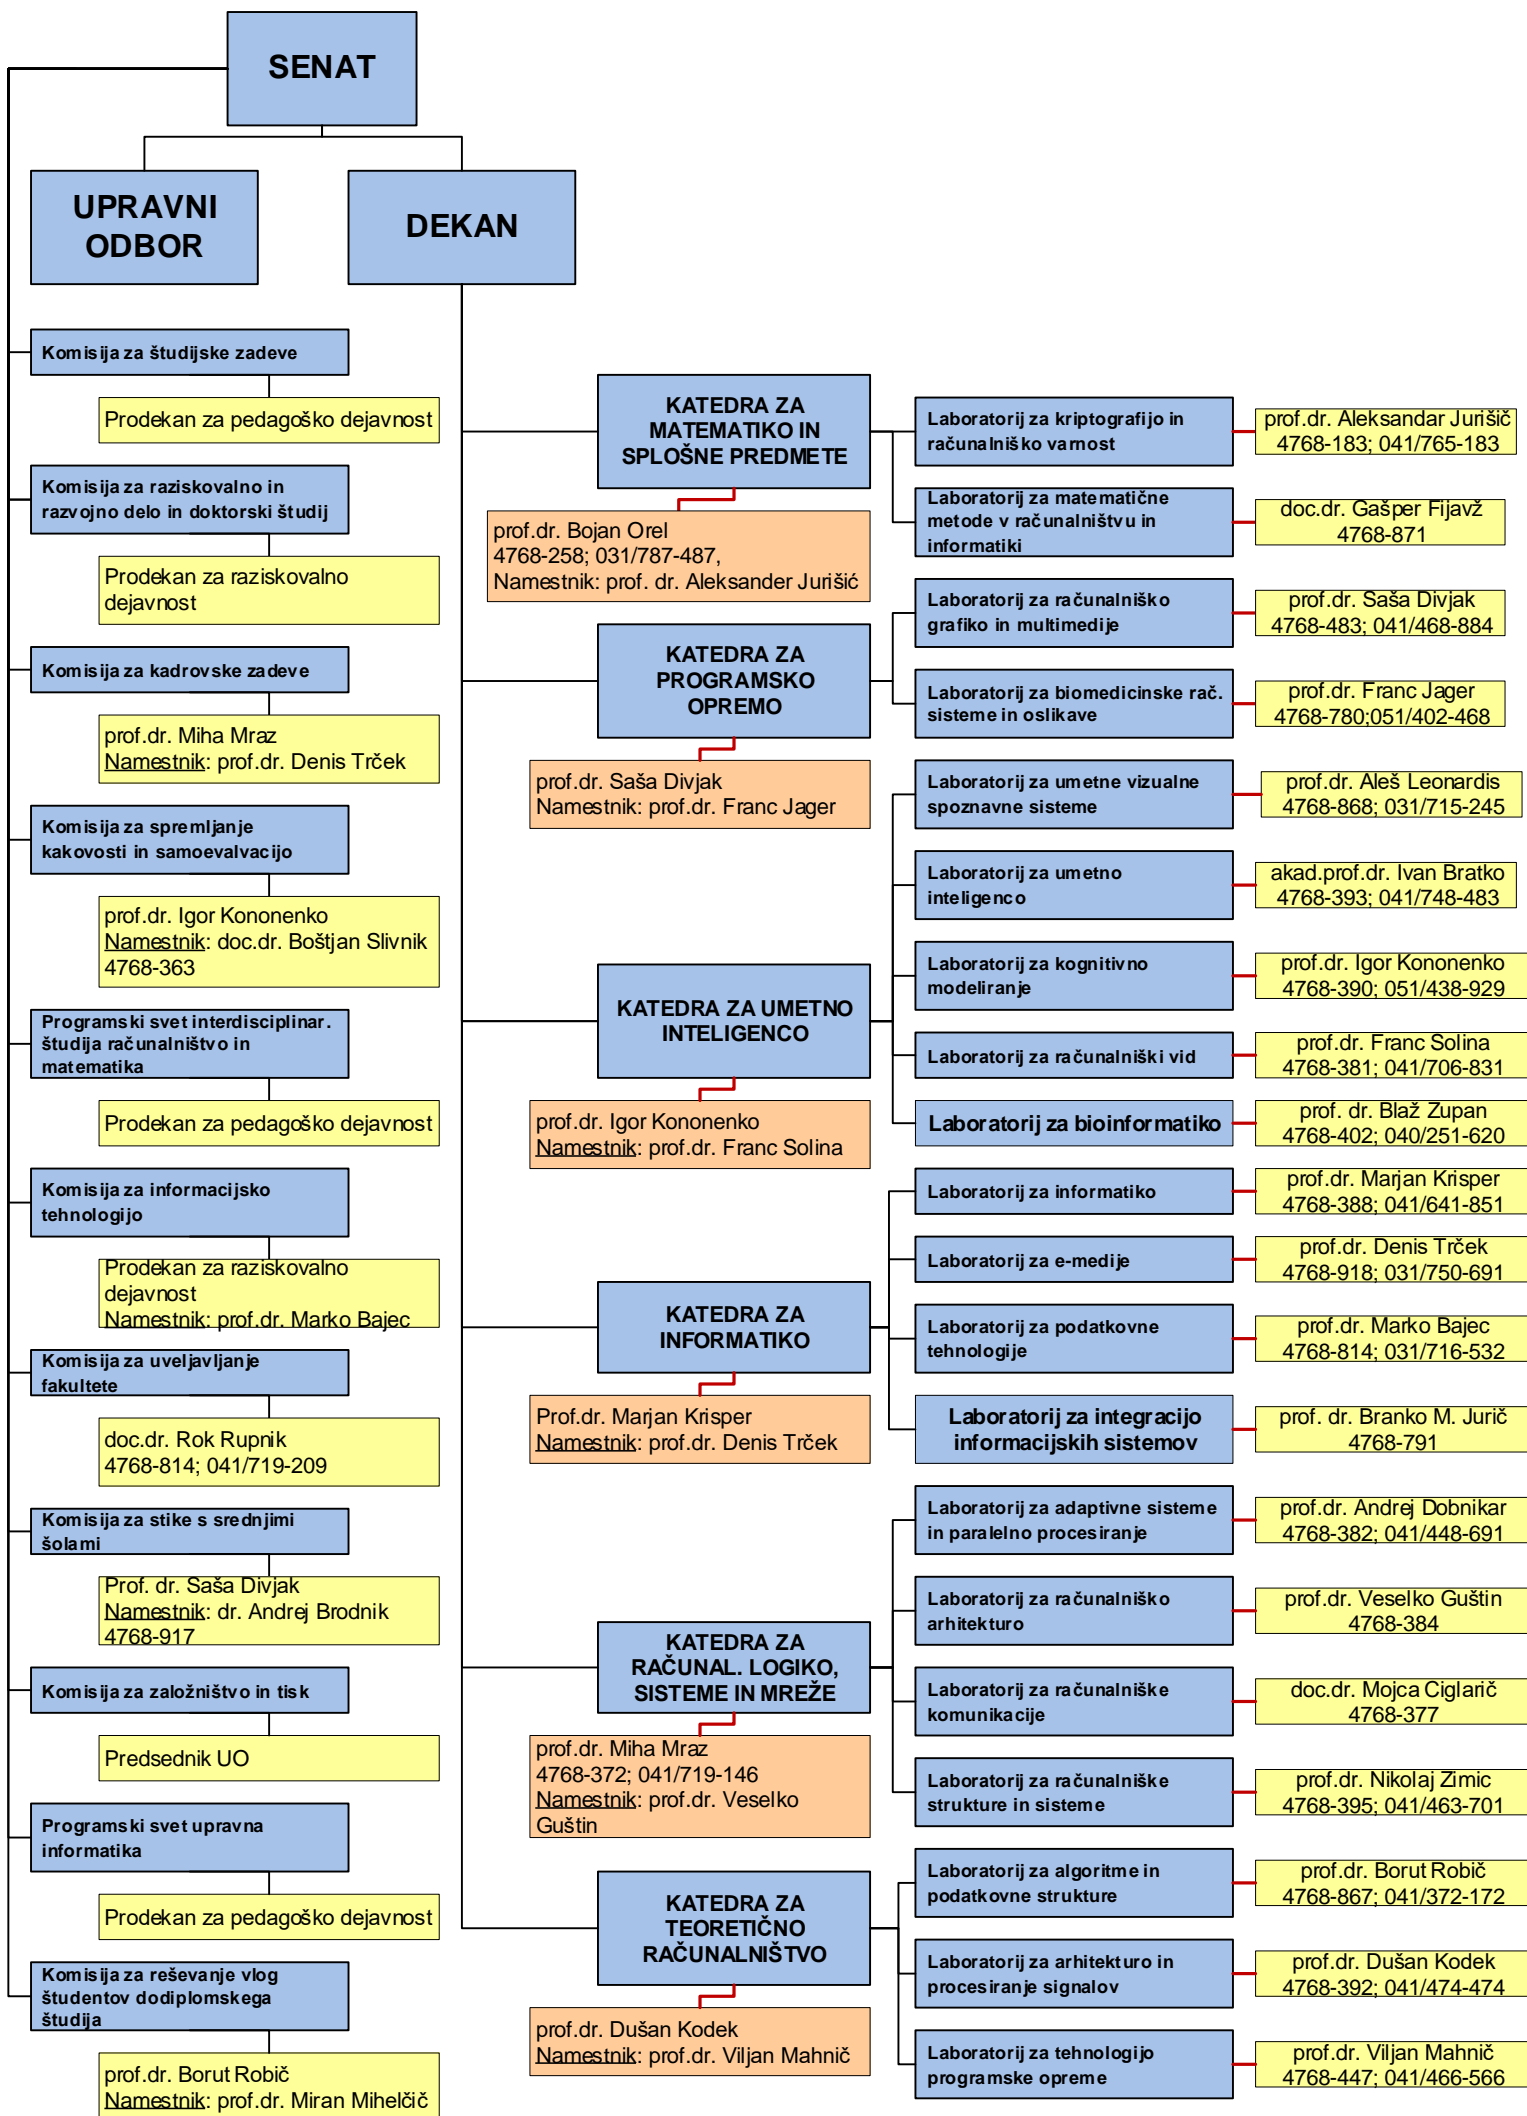 SENAT
UPRAVNI
ODBOR
DEKAN
Komisija za študijske zadeve
Prodekan za pedagoško dejavnost
Komisija za raziskovalno in
razvojno delo in doktorski študij
Prodekan za raziskovalno
dejavnost
Komisija za kadrovske zadeve
prof.dr. Miha Mraz
Namestnik: prof.dr. Denis Trček
Komisija za spremljanje
kakovosti in samoevalvacijo
prof.dr. Igor Kononenko
Namestnik: doc.dr. Boštjan Slivnik
4768-363
Programski svet interdisciplinar.
študija računalništvo in
matematika
Prodekan za pedagoško dejavnost
Komisija za informacijsko
tehnologijo
Prodekan za raziskovalno
dejavnost
Namestnik: prof.dr. Marko Bajec
Komisija za uveljavljanje
fakultete
doc.dr. Rok Rupnik
4768-814; 041/719-209
Komisija za stike s srednjimi
šolami
Prof. dr. Saša Divjak
Namestnik: dr. Andrej Brodnik
4768-917
Komisija za založništvo in tisk
Predsednik UO
Programski svet upravna
informatika
Prodekan za pedagoško dejavnost
Komisija za reševanje vlog
študentov dodiplomskega
študija
prof.dr. Borut Robič
Namestnik: prof.dr. Miran Mihelčič
KATEDRA ZA
MATEMATIKO IN
SPLOŠNE PREDMETE
prof.dr. Bojan Orel
4768-258; 031/787-487,
Namestnik: prof. dr. Aleksander Jurišić
Laboratorij za kriptografijo in
računalniško varnost
prof.dr. Aleksandar Jurišič
4768-183; 041/765-183
Laboratorij za matematične
metode v računalništvu in
informatiki
doc.dr. Gašper Fijavž
4768-871
KATEDRA ZA
PROGRAMSKO
OPREMO
prof.dr. Saša Divjak
Namestnik: prof.dr. Franc Jager
Laboratorij za računalniško
grafiko in multimedije
prof.dr. Saša Divjak
4768-483; 041/468-884
Laboratorij za biomedicinske rač.
sisteme in oslikave
prof.dr. Franc Jager
4768-780;051/402-468
KATEDRA ZA UMETNO
INTELIGENCO
prof.dr. Igor Kononenko
Namestnik: prof.dr. Franc Solina
Laboratorij za umetne vizualne
spoznavne sisteme
prof.dr. Aleš Leonardis
4768-868; 031/715-245
Laboratorij za umetno
inteligenco
akad.prof.dr. Ivan Bratko
4768-393; 041/748-483
Laboratorij za kognitivno
modeliranje
prof.dr. Igor Kononenko
4768-390; 051/438-929
Laboratorij za računalniški vid
prof.dr. Franc Solina
4768-381; 041/706-831
Laboratorij za bioinformatiko
prof. dr. Blaž Zupan
4768-402; 040/251-620
KATEDRA ZA
INFORMATIKO
Prof.dr. Marjan Krisper
Namestnik: prof.dr. Denis Trček
Laboratorij za informatiko
prof.dr. Marjan Krisper
4768-388; 041/641-851
Laboratorij za e-medije
prof.dr. Denis Trček
4768-918; 031/750-691
Laboratorij za podatkovne
tehnologije
prof.dr. Marko Bajec
4768-814; 031/716-532
Laboratorij za integracijo
informacijskih sistemov
prof. dr. Branko M. Jurič
4768-791
KATEDRA ZA
RAČUNAL. LOGIKO,
SISTEME IN MREŽE
prof.dr. Miha Mraz
4768-372; 041/719-146
Namestnik: prof.dr. Veselko
Guštin
Laboratorij za adaptivne sisteme
in paralelno procesiranje
prof.dr. Andrej Dobnikar
4768-382; 041/448-691
Laboratorij za računalniško
arhitekturo
prof.dr. Veselko Guštin
4768-384
Laboratorij za računalniške
komunikacije
doc.dr. Mojca Ciglarič
4768-377
Laboratorij za računalniške
strukture in sisteme
prof.dr. Nikolaj Zimic
4768-395; 041/463-701
KATEDRA ZA
TEORETIČNO
RAČUNALNIŠTVO
prof.dr. Dušan Kodek
Namestnik: prof.dr. Viljan Mahnič
Laboratorij za algoritme in
podatkovne strukture
prof.dr. Borut Robič
4768-867; 041/372-172
Laboratorij za arhitekturo in
procesiranje signalov
prof.dr. Dušan Kodek
4768-392; 041/474-474
Laboratorij za tehnologijo
programske opreme
prof.dr. Viljan Mahnič
4768-447; 041/466-566